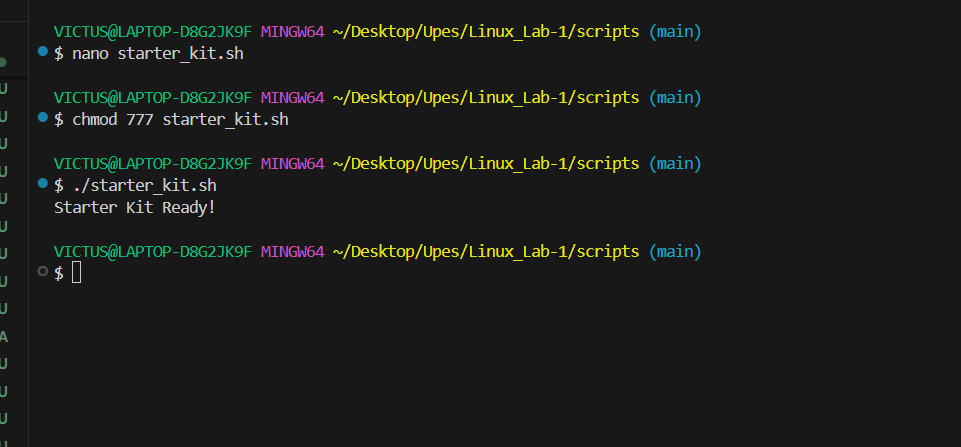 VICTUS@LAPTOP-D8G2JK9F MINGW64 ~/Desktop/Upes/Linux_Lab-1/scripts (main)
$ nano starter_kit.sh
VICTUS@LAPTOP-D8G2JK9F MINGW64 ~/Desktop/Upes/Linux_Lab-1/scripts (main)
$ chmod 777 starter_kit.sh
VICTUS@LAPTOP-D8G2JK9F MINGW64 ~/Desktop/Upes/Linux_Lab-1/scripts (main)
$ ./starter_kit.sh
Starter Kit Ready!
VICTUS@LAPTOP-D8G2JK9F MINGW64 ~/Desktop/Upes/Linux_Lab-1/scripts (main)
$
U
U
U
U
U
U
U
U
U
A
U
U
U
U